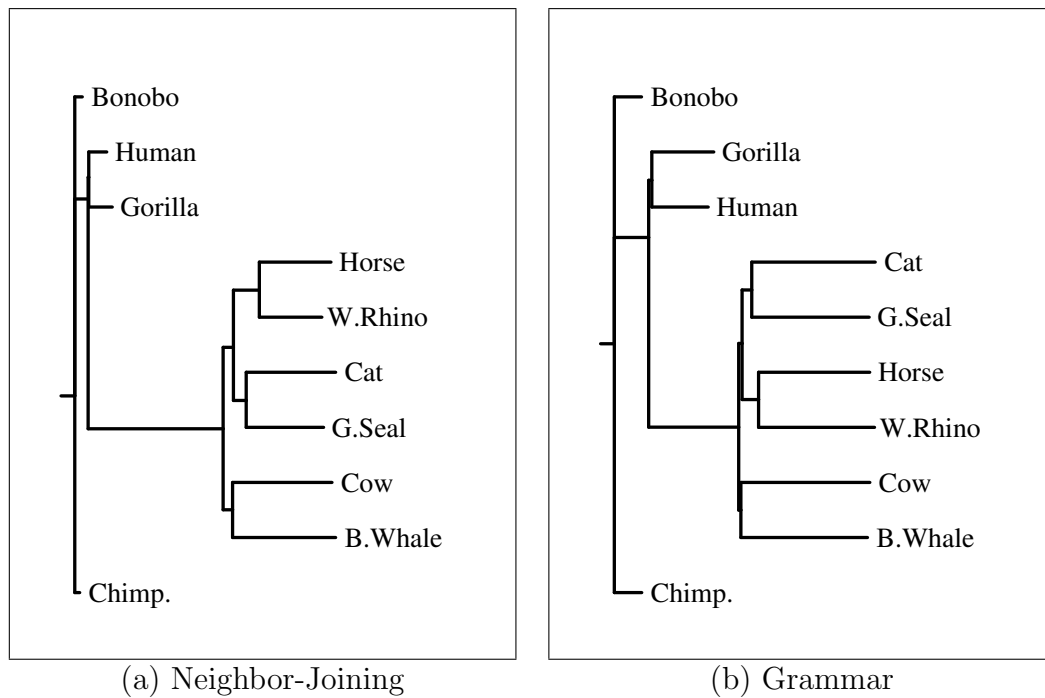 Bonobo
Human
Gorilla
Horse
W.Rhino
Cat
G.Seal
Cow
B.Whale
Chimp.
(a) Neighbor-Joining
Bonobo
Gorilla
Human
Cat
G.Seal
Horse
W.Rhino
Cow
B.Whale
Chimp.
(b) Grammar